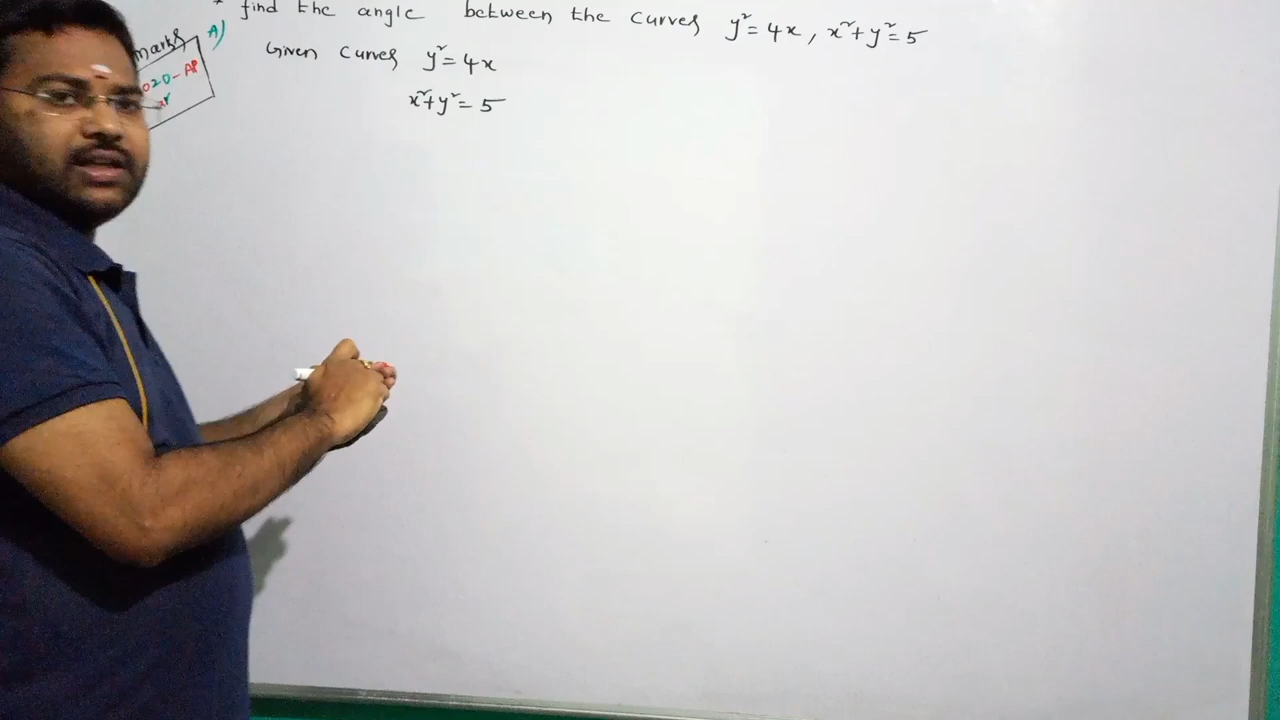 * find the angle between the curves y² = 4x, x² + y² = 5
marks A)
020-AP
Given curves y² = 4x
x² + y² = 5